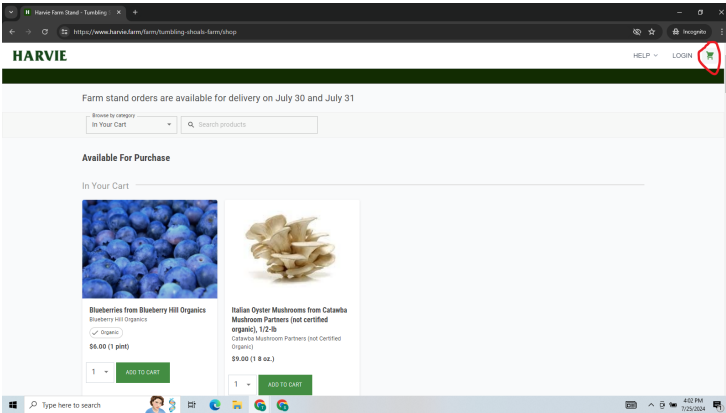 Harvie Farm Stand - Tumbling
https://www.harvie.farm/farm/tumbling-shoals-farm/shop
Incognito
HARVIE
HELP
LOGIN
Farm stand orders are available for delivery on July 30 and July 31
Browse by category
In Your Cart
Search products
Available For Purchase
In Your Cart
Blueberries from Blueberry Hill Organics
Blueberry Hill Organics
Organic
$6.00 (1 pint)
1
ADD TO CART
Italian Oyster Mushrooms from Catawba
Mushroom Partners (not certified
organic), 1/2-lb
Catawba Mushroom Partners (not Certified
Organic)
$9.00 (1 8 oz.)
1
ADD TO CART
Type here to search
4:02 PM
7/25/2024